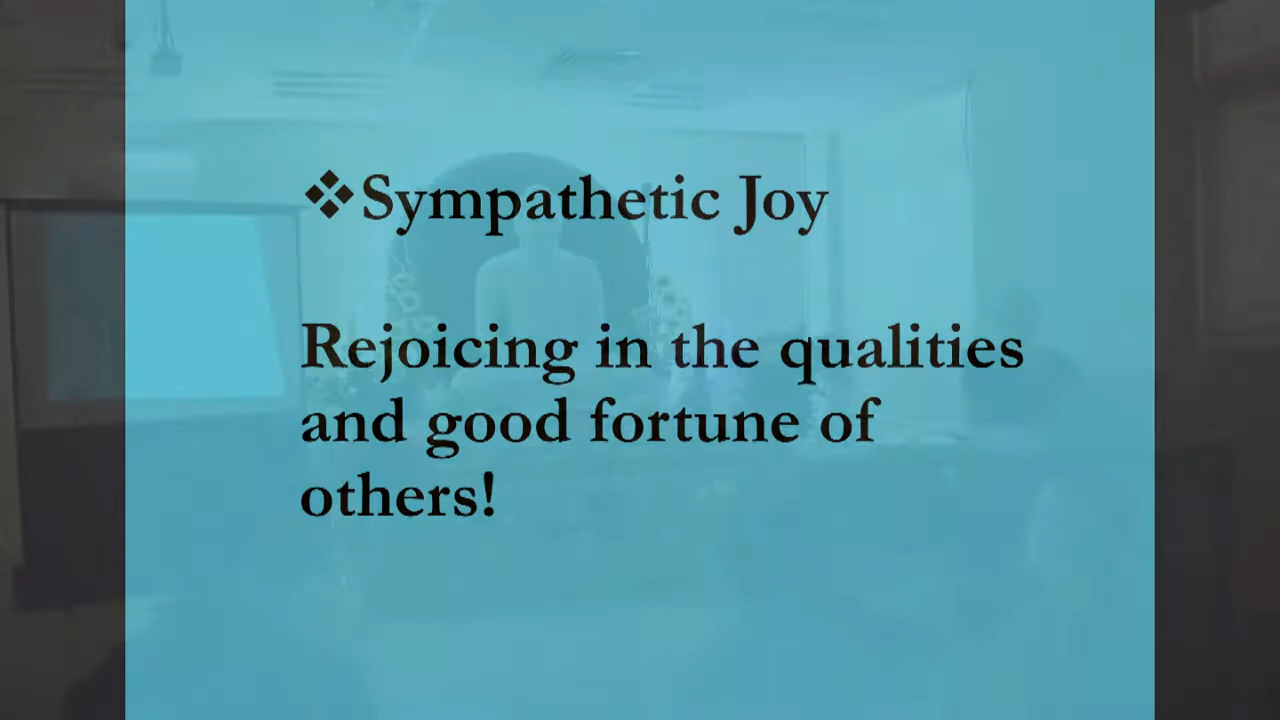 ❖Sympathetic Joy
Rejoicing in the qualities
and good fortune of
others!